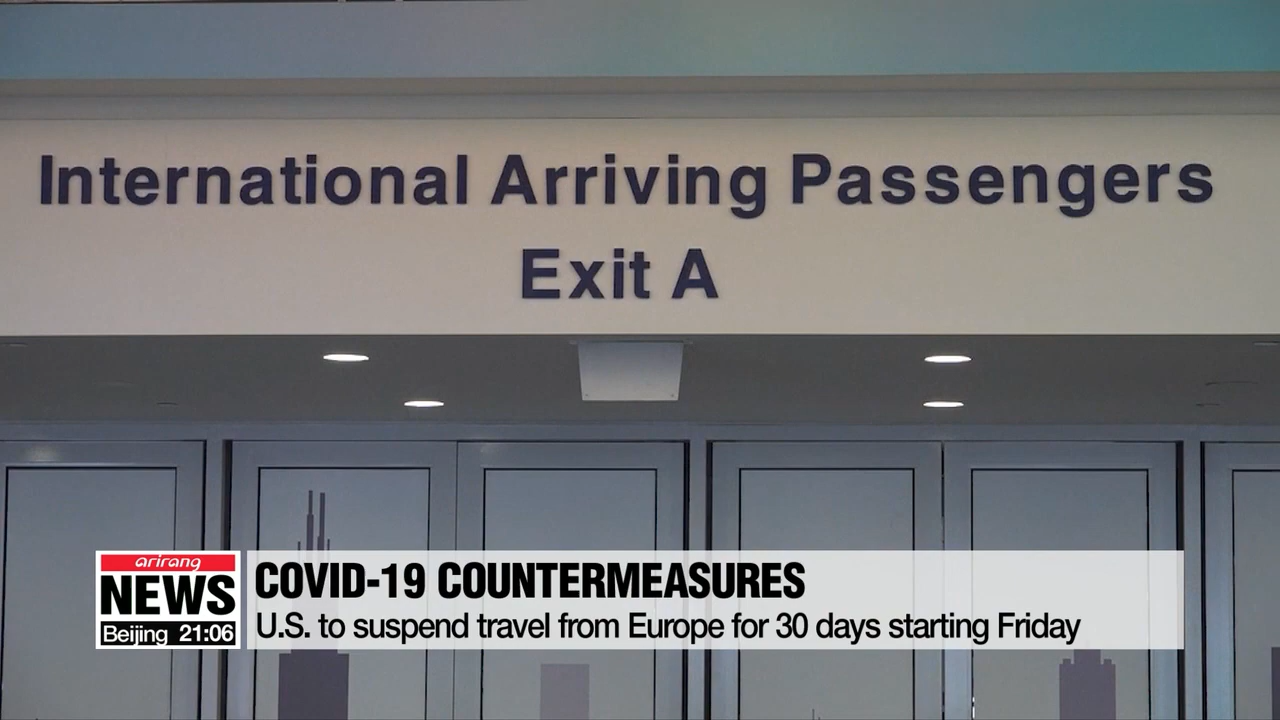 International Arriving Passengers
Exit A
arirang
NEWS
Beijing 21:06
COVID-19 COUNTERMEASURES
U.S. to suspend travel from Europe for 30 days starting Friday